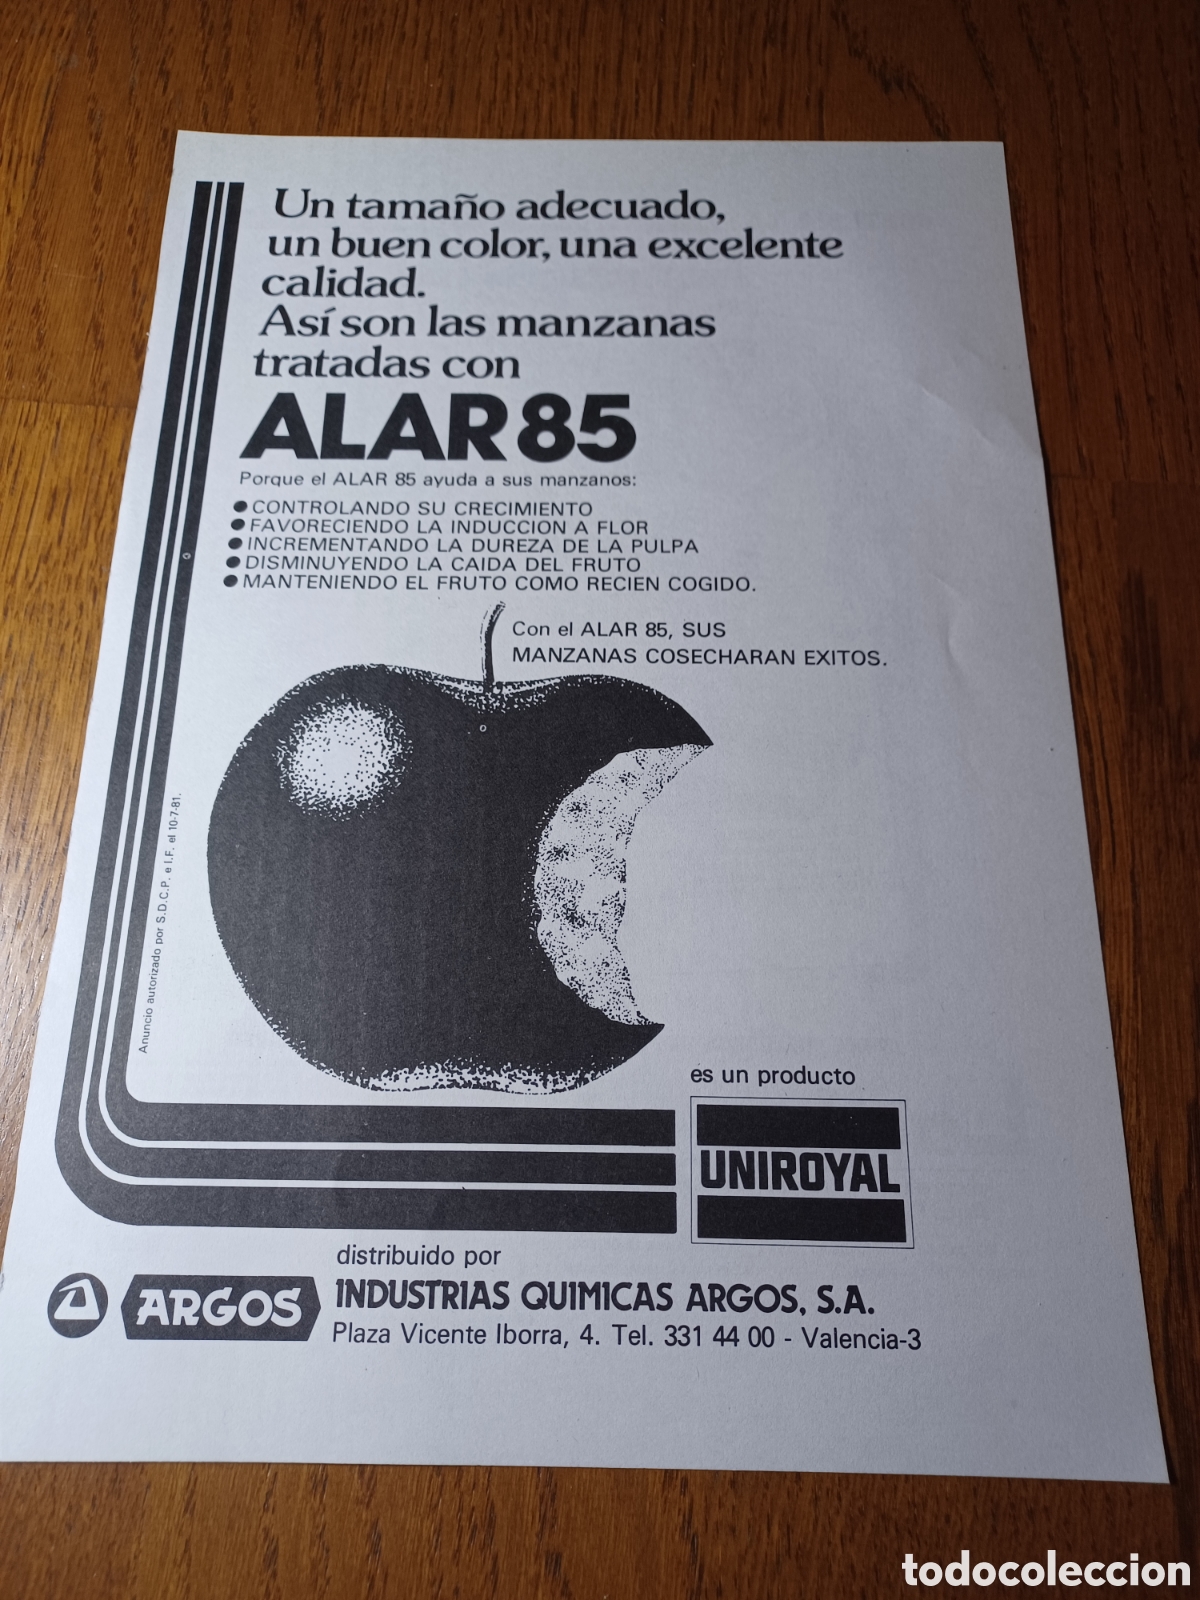 Un tamaño adecuado,
un buen color, una excelente
calidad.
Así son las manzanas
tratadas con
ALAR 85
Porque el ALAR 85 ayuda a sus manzanos:
● CONTROLANDO SU CRECIMIENTO
● FAVORECIENDO LA INDUCCION A FLOR
● INCREMENTANDO LA DUREZA DE LA PULPA
● DISMINUYENDO LA CAIDA DEL FRUTO
● MANTENIENDO EL FRUTO COMO RECIEN COGIDO.
Con el ALAR 85, SUS
MANZANAS COSECHARAN EXITOS.
Anuncio autorizado por S.D.C.P. e I.F. el 10-7-81.
es un producto
UNIROYAL
distribuido por
ARGOS
INDUSTRIAS QUIMICAS ARGOS, S.A.
Plaza Vicente Iborra, 4. Tel. 331 44 00 - Valencia-3
todocoleccion